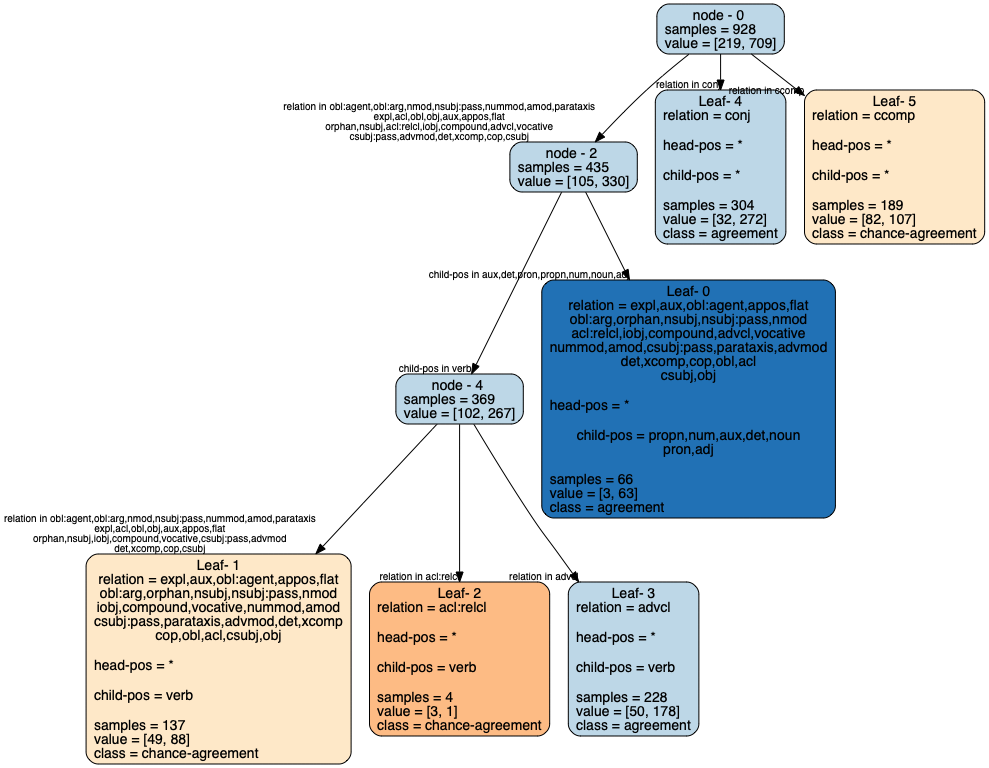 node - 0
samples = 928
value = [219, 709]
relation in conj
relation in ccomp
relation in obl:agent,obl:arg,nmod,nsubj:pass,nummod,amod,parataxis
expl,acl,obl,obj,aux,appos,flat
orphan,nsubj,acl:relcl,iobj,compound,advcl,vocative
csubj:pass,advmod,det,xcomp,cop,csubj
Leaf- 4
relation = conj
head-pos = *
child-pos = *
samples = 304
value = [32, 272]
class = agreement
Leaf- 5
relation = ccomp
head-pos = *
child-pos = *
samples = 189
value = [82, 107]
class = chance-agreement
node - 2
samples = 435
value = [105, 330]
child-pos in aux,det,pron,propn,num,noun,adj
Leaf- 0
relation = expl,aux,obl:agent,appos,flat
obl:arg,orphan,nsubj,nsubj:pass,nmod
acl:relcl,iobj,compound,advcl,vocative
nummod,amod,csubj:pass,parataxis,advmod
det,xcomp,cop,obl,acl
csubj,obj
head-pos = *
child-pos = propn,num,aux,det,noun
pron,adj
samples = 66
value = [3, 63]
class = agreement
child-pos in verb
node - 4
samples = 369
value = [102, 267]
relation in obl:agent,obl:arg,nmod,nsubj:pass,nummod,amod,parataxis
expl,acl,obl,obj,aux,appos,flat
orphan,nsubj,iobj,compound,vocative,csubj:pass,advmod
det,xcomp,cop,csubj
relation in acl:relcl
relation in advcl
Leaf- 1
relation = expl,aux,obl:agent,appos,flat
obl:arg,orphan,nsubj,nsubj:pass,nmod
iobj,compound,vocative,nummod,amod
csubj:pass,parataxis,advmod,det,xcomp
cop,obl,acl,csubj,obj
head-pos = *
child-pos = verb
samples = 137
value = [49, 88]
class = chance-agreement
Leaf- 2
relation = acl:relcl
head-pos = *
child-pos = verb
samples = 4
value = [3, 1]
class = chance-agreement
Leaf- 3
relation = advcl
head-pos = *
child-pos = verb
samples = 228
value = [50, 178]
class = agreement